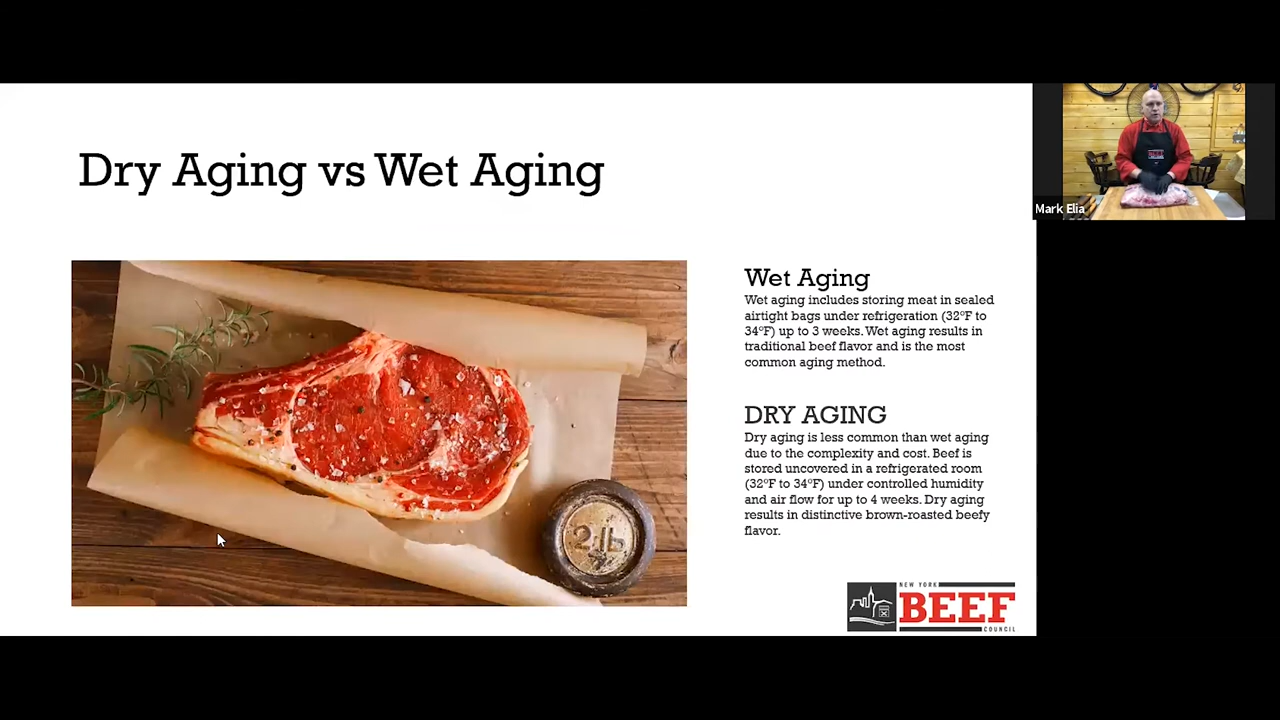 Dry Aging vs Wet Aging
Mark Elia
Wet Aging
Wet aging includes storing meat in sealed
airtight bags under refrigeration (32ºF to
34ºF) up to 3 weeks. Wet aging results in
traditional beef flavor and is the most
common aging method.
DRY AGING
Dry aging is less common than wet aging
due to the complexity and cost. Beef is
stored uncovered in a refrigerated room
(32ºF to 34ºF) under controlled humidity
and air flow for up to 4 weeks. Dry aging
results in distinctive brown-roasted beefy
flavor.
2 lb
NEW YORK
BEEF
COUNCIL